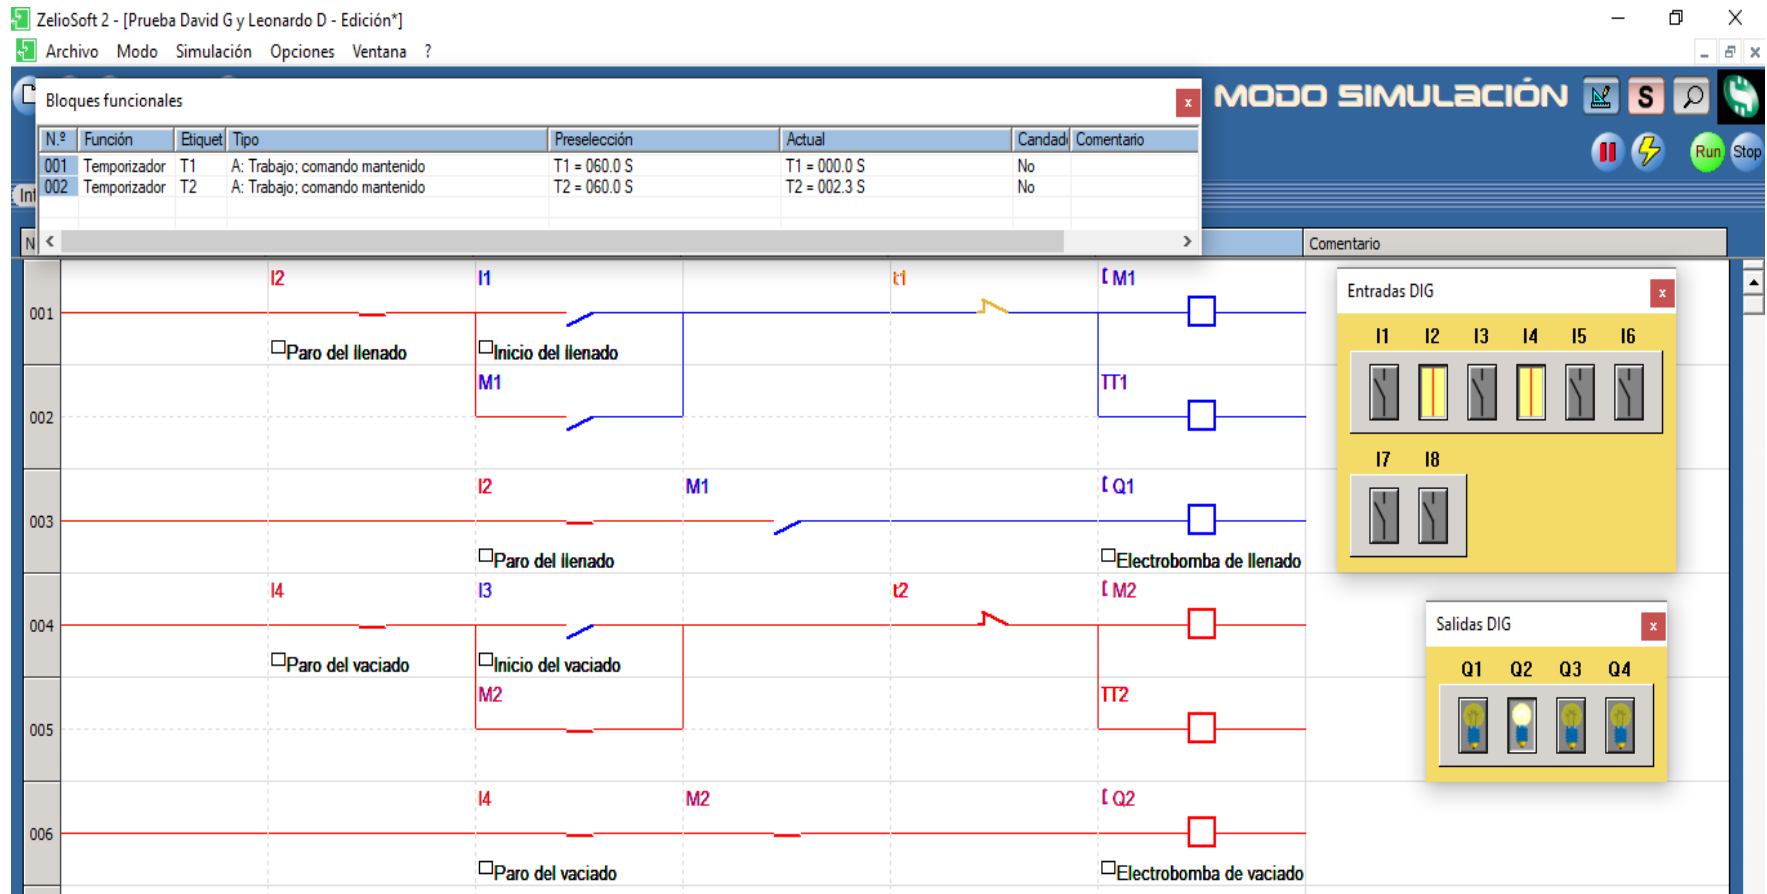 ZelioSoft 2 - [Prueba David G y Leonardo D - Edición*]
Archivo Modo Simulación Opciones Ventana ?
MODO SIMULACIÓN
S
Run Stop
Bloques funcionales
N.º Función Etiquet Tipo Preselección Actual Candad Comentario
001 Temporizador T1 A: Trabajo; comando mantenido T1 = 060.0 S T1 = 000.0 S No
002 Temporizador T2 A: Trabajo; comando mantenido T2 = 060.0 S T2 = 002.3 S No
Comentario
I2 I1 t1 [ M1
001
Paro del llenado Inicio del llenado
M1 TT1
002
I2 M1 [ Q1
003
Paro del llenado Electrobomba de llenado
I4 I3 t2 [ M2
004
Paro del vaciado Inicio del vaciado
M2 TT2
005
I4 M2 [ Q2
006
Paro del vaciado Electrobomba de vaciado
Entradas DIG
I1 I2 I3 I4 I5 I6
I7 I8
Salidas DIG
Q1 Q2 Q3 Q4